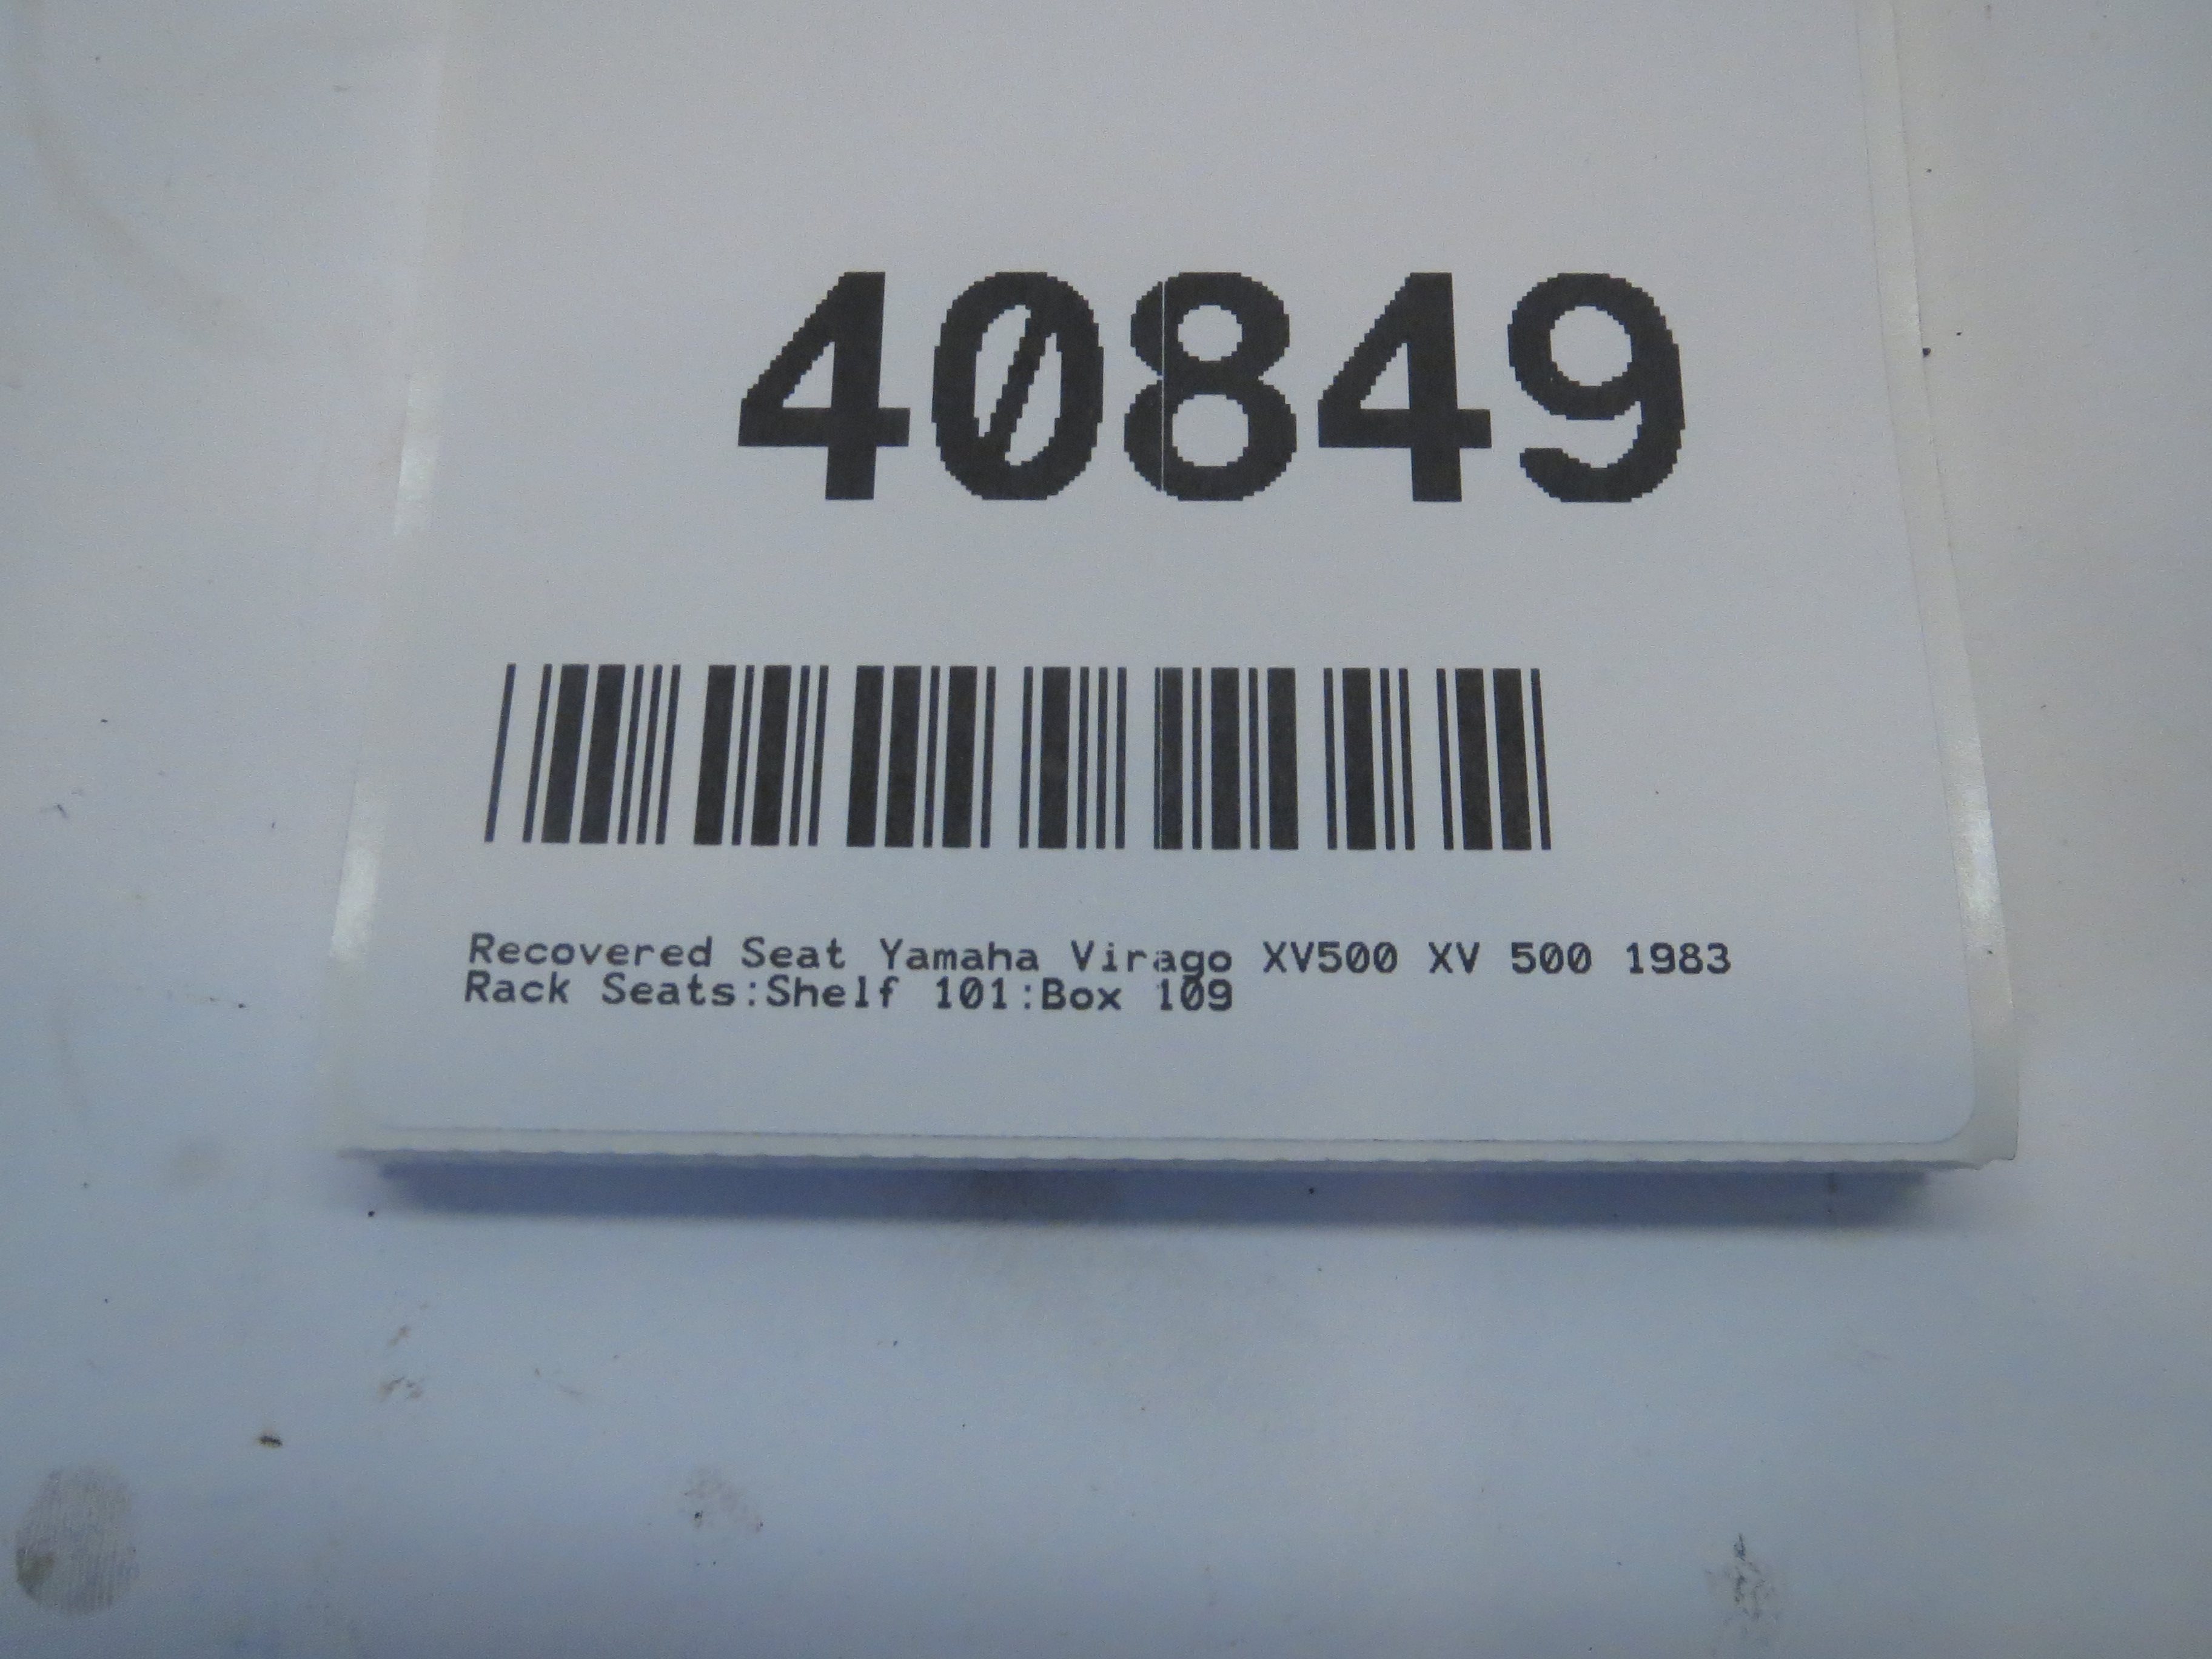 40849
Recovered Seat Yamaha Virago XV500 XV 500 1983
Rack Seats:Shelf 101:Box 109